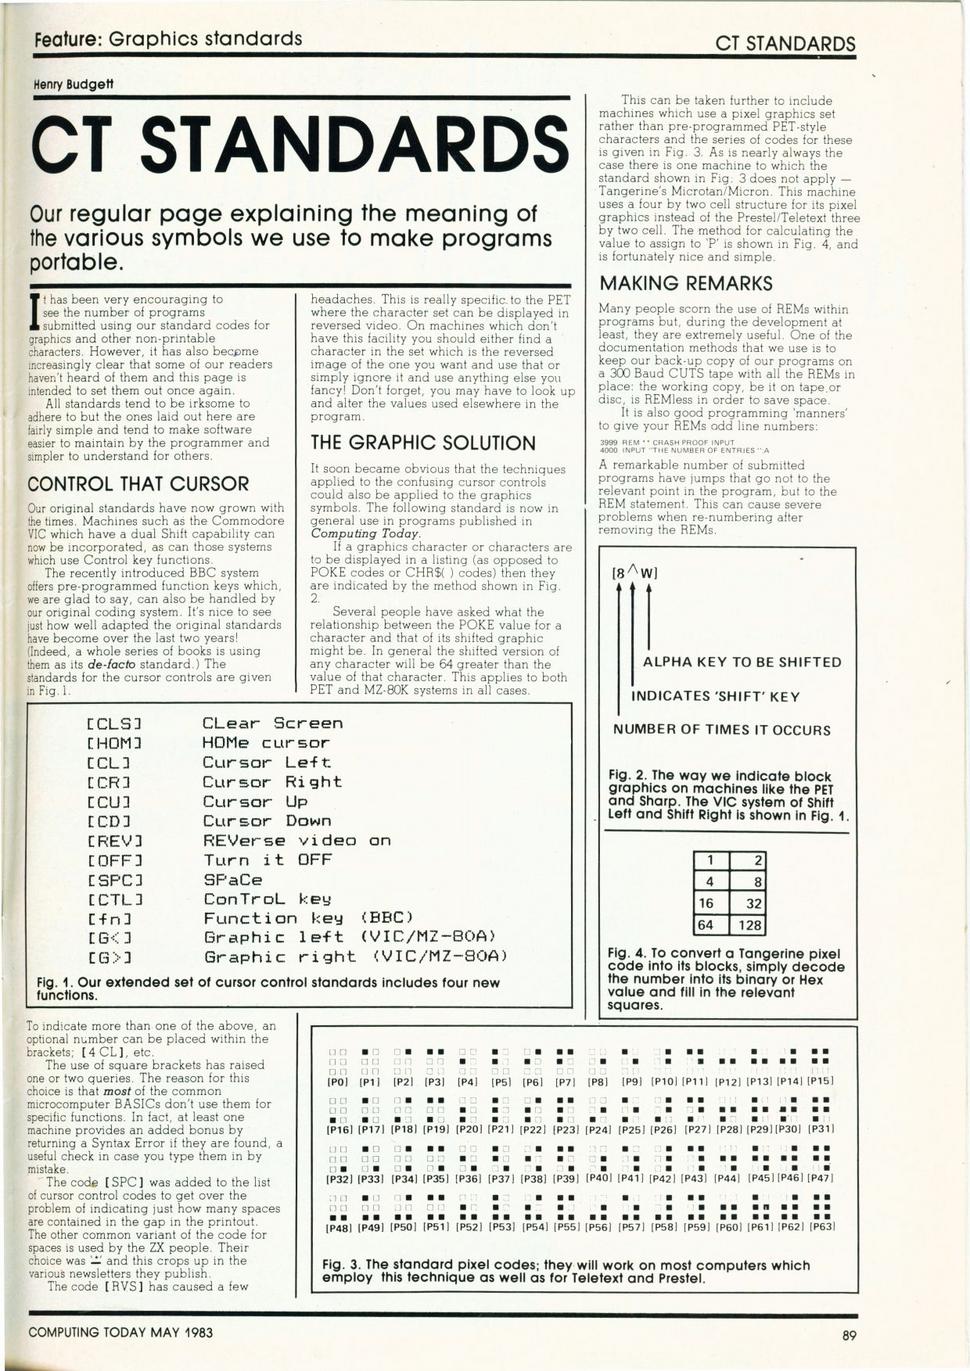 Feature: Graphics standards
CT STANDARDS
Henry Budgett
CT STANDARDS
Our regular page explaining the meaning of
the various symbols we use to make programs
portable.
It has been very encouraging to
see the number of programs
submitted using our standard codes for
graphics and other non-printable
characters. However, it has also become
increasingly clear that some of our readers
haven't heard of them and this page is
intended to set them out once again.
All standards tend to be irksome to
adhere to but the ones laid out here are
fairly simple and tend to make software
easier to maintain by the programmer and
simpler to understand for others.
CONTROL THAT CURSOR
Our original standards have now grown with
the times. Machines such as the Commodore
VIC which have a dual Shift capability can
now be incorporated, as can those systems
which use Control key functions.
The recently introduced BBC system
offers pre-programmed function keys which,
we are glad to say, can also be handled by
our original coding system. It's nice to see
just how well adapted the original standards
have become over the last two years!
(Indeed, a whole series of books is using
them as its de-facto standard.) The
standards for the cursor controls are given
in Fig. 1.
headaches. This is really specific to the PET
where the character set can be displayed in
reversed video. On machines which don't
have this facility you should either find a
character in the set which is the reversed
image of the one you want and use that or
simply ignore it and use anything else you
fancy! Don't forget, you may have to look up
and alter the values used elsewhere in the
program.
THE GRAPHIC SOLUTION
It soon became obvious that the techniques
applied to the confusing cursor controls
could also be applied to the graphics
symbols. The following standard is now in
general use in programs published in
Computing Today.
If a graphics character or characters are
to be displayed in a listing (as opposed to
POKE codes or CHR$( ) codes) then they
are indicated by the method shown in Fig.
2.
Several people have asked what the
relationship between the POKE value for a
character and that of its shifted graphic
might be. In general the shifted version of
any character will be 64 greater than the
value of that character. This applies to both
PET and MZ-80K systems in all cases.
This can be taken further to include
machines which use a pixel graphics set
rather than pre-programmed PET-style
characters and the series of codes for these
is given in Fig. 3. As is nearly always the
case there is one machine to which the
standard shown in Fig. 3 does not apply —
Tangerine's Microtan/Micron. This machine
uses a four by two cell structure for its pixel
graphics instead of the Prestel/Teletext three
by two cell. The method for calculating the
value to assign to 'P' is shown in Fig. 4, and
is fortunately nice and simple.
MAKING REMARKS
Many people scorn the use of REMs within
programs but, during the development at
least, they are extremely useful. One of the
documentation methods that we use is to
keep our back-up copy of our programs on
a 300 Baud CUTS tape with all the REMs in
place: the working copy, be it on tape or
disc, is REMless in order to save space.
It is also good programming 'manners'
to give your REMs odd line numbers:
3999 REM ** CRASH PROOF INPUT
4000 INPUT "THE NUMBER OF ENTRIES ";A
A remarkable number of submitted
programs have jumps that go not to the
relevant point in the program, but to the
REM statement. This can cause severe
problems when re-numbering after
removing the REMs.
[CLS] CLear Screen
[HOM] HOMe cursor
[CL] Cursor Left
[CR] Cursor Right
[CU] Cursor Up
[CD] Cursor Down
[REV] REVerse video on
[OFF] Turn it OFF
[SPC] SPaCe
[CTL] ConTroL key
[fn] Function key (BBC)
[G<] Graphic left (VIC/MZ-80A)
[G>] Graphic right (VIC/MZ-80A)
Fig. 1. Our extended set of cursor control standards includes four new
functions.
[8^W]
ALPHA KEY TO BE SHIFTED
INDICATES 'SHIFT' KEY
NUMBER OF TIMES IT OCCURS
Fig. 2. The way we indicate block
graphics on machines like the PET
and Sharp. The VIC system of Shift
Left and Shift Right is shown in Fig. 1.
1 2
4 8
16 32
64 128
Fig. 4. To convert a Tangerine pixel
code into its blocks, simply decode
the number into its binary or Hex
value and fill in the relevant
squares.
To indicate more than one of the above, an
optional number can be placed within the
brackets; [4 CL], etc.
The use of square brackets has raised
one or two queries. The reason for this
choice is that most of the common
microcomputer BASICs don't use them for
specific functions. In fact, at least one
machine provides an added bonus by
returning a Syntax Error if they are found, a
useful check in case you type them in by
mistake.
The code [SPC] was added to the list
of cursor control codes to get over the
problem of indicating just how many spaces
are contained in the gap in the printout.
The other common variant of the code for
spaces is used by the ZX people. Their
choice was and this crops up in the
various newsletters they publish.
The code [RVS] has caused a few
[P0] [P1] [P2] [P3] [P4] [P5] [P6] [P7] [P8] [P9] [P10] [P11] [P12] [P13] [P14] [P15]
[P16] [P17] [P18] [P19] [P20] [P21] [P22] [P23] [P24] [P25] [P26] [P27] [P28] [P29] [P30] [P31]
[P32] [P33] [P34] [P35] [P36] [P37] [P38] [P39] [P40] [P41] [P42] [P43] [P44] [P45] [P46] [P47]
[P48] [P49] [P50] [P51] [P52] [P53] [P54] [P55] [P56] [P57] [P58] [P59] [P60] [P61] [P62] [P63]
Fig. 3. The standard pixel codes; they will work on most computers which
employ this technique as well as for Teletext and Prestel.
COMPUTING TODAY MAY 1983
89